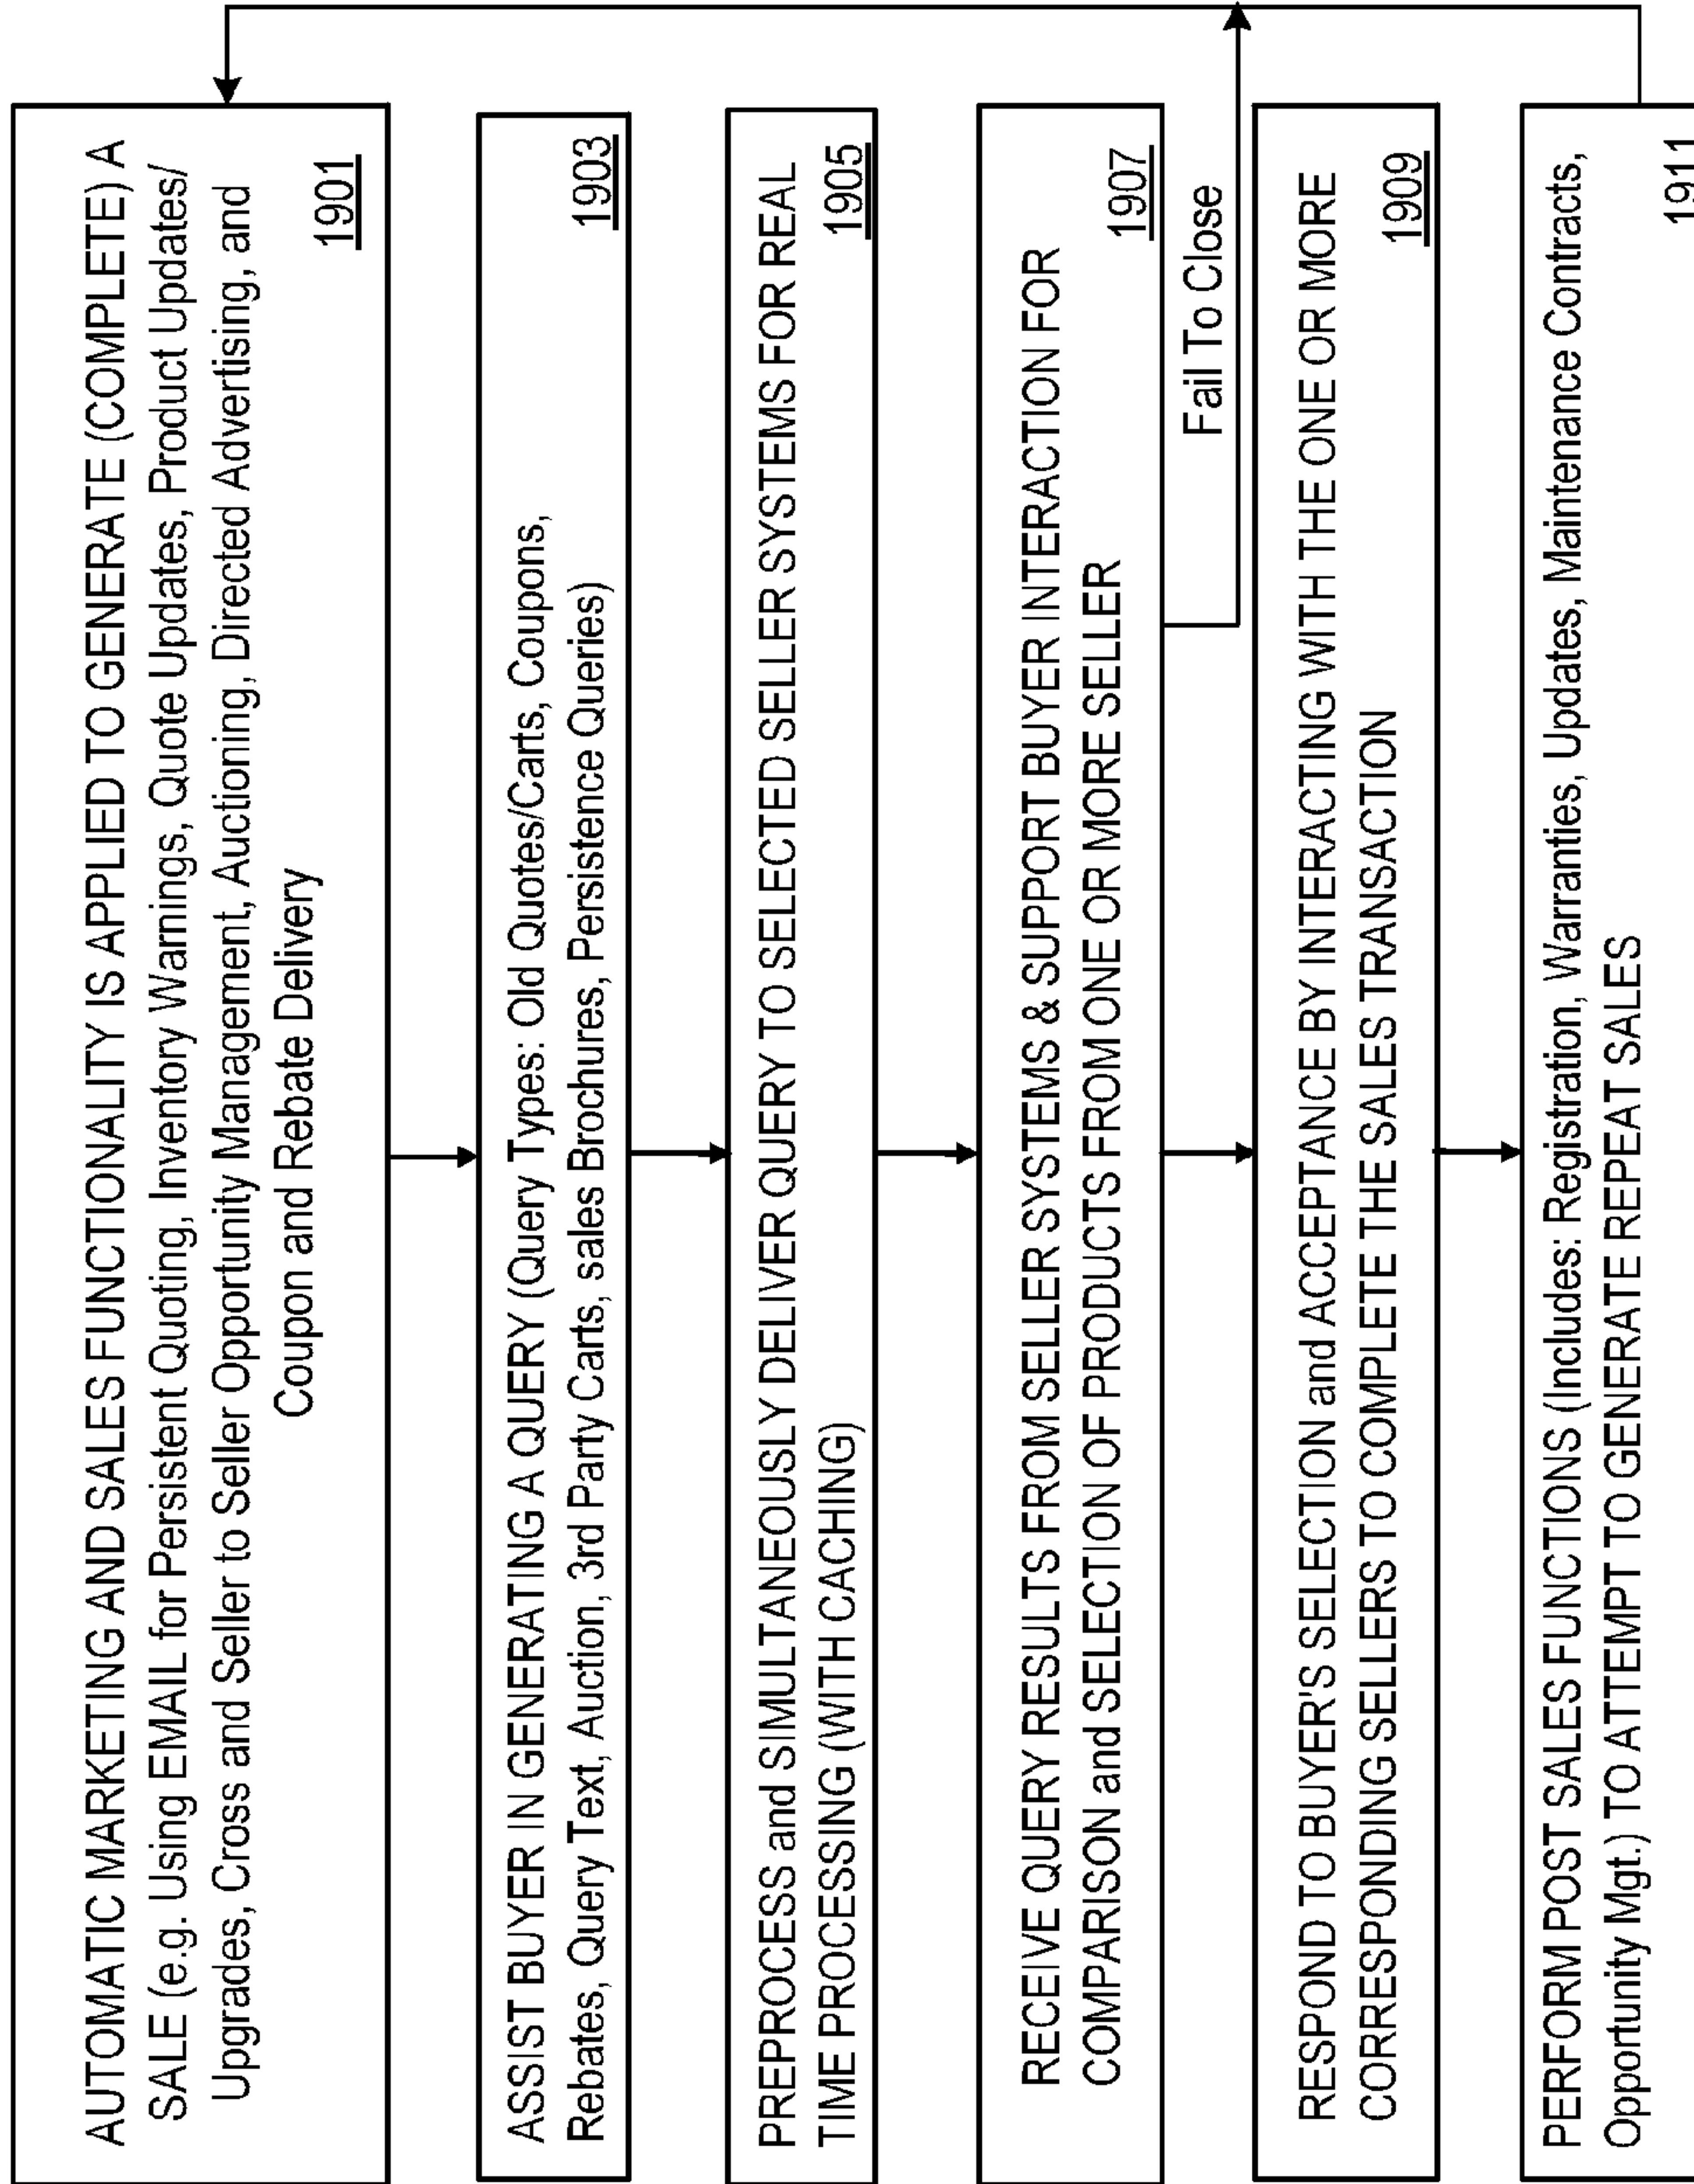 AUTOMATIC MARKETING AND SALES FUNCTIONALITY IS APPLIED TO GENERATE (COMPLETE) A
SALE (e.g. Using EMAIL for Persistent Quoting, Inventory Warnings, Quote Updates, Product Updates/
Upgrades, Cross and Seller to Seller Opportunity Management, Auctioning, Directed Advertising, and
Coupon and Rebate Delivery
1901
ASSIST BUYER IN GENERATING A QUERY (Query Types: Old Quotes/Carts, Coupons,
Rebates, Query Text, Auction, 3rd Party Carts, sales Brochures, Persistence Queries)
1903
PREPROCESS and SIMULTANEOUSLY DELIVER QUERY TO SELECTED SELLER SYSTEMS FOR REAL
TIME PROCESSING (WITH CACHING)
1905
RECEIVE QUERY RESULTS FROM SELLER SYSTEMS & SUPPORT BUYER INTERACTION FOR
COMPARISON and SELECTION OF PRODUCTS FROM ONE OR MORE SELLER
1907
Fail To Close
RESPOND TO BUYER'S SELECTION and ACCEPTANCE BY INTERACTING WITH THE ONE OR MORE
CORRESPONDING SELLERS TO COMPLETE THE SALES TRANSACTION
1909
PERFORM POST SALES FUNCTIONS (Includes: Registration, Warranties, Updates, Maintenance Contracts,
Opportunity Mgt.) TO ATTEMPT TO GENERATE REPEAT SALES
1911